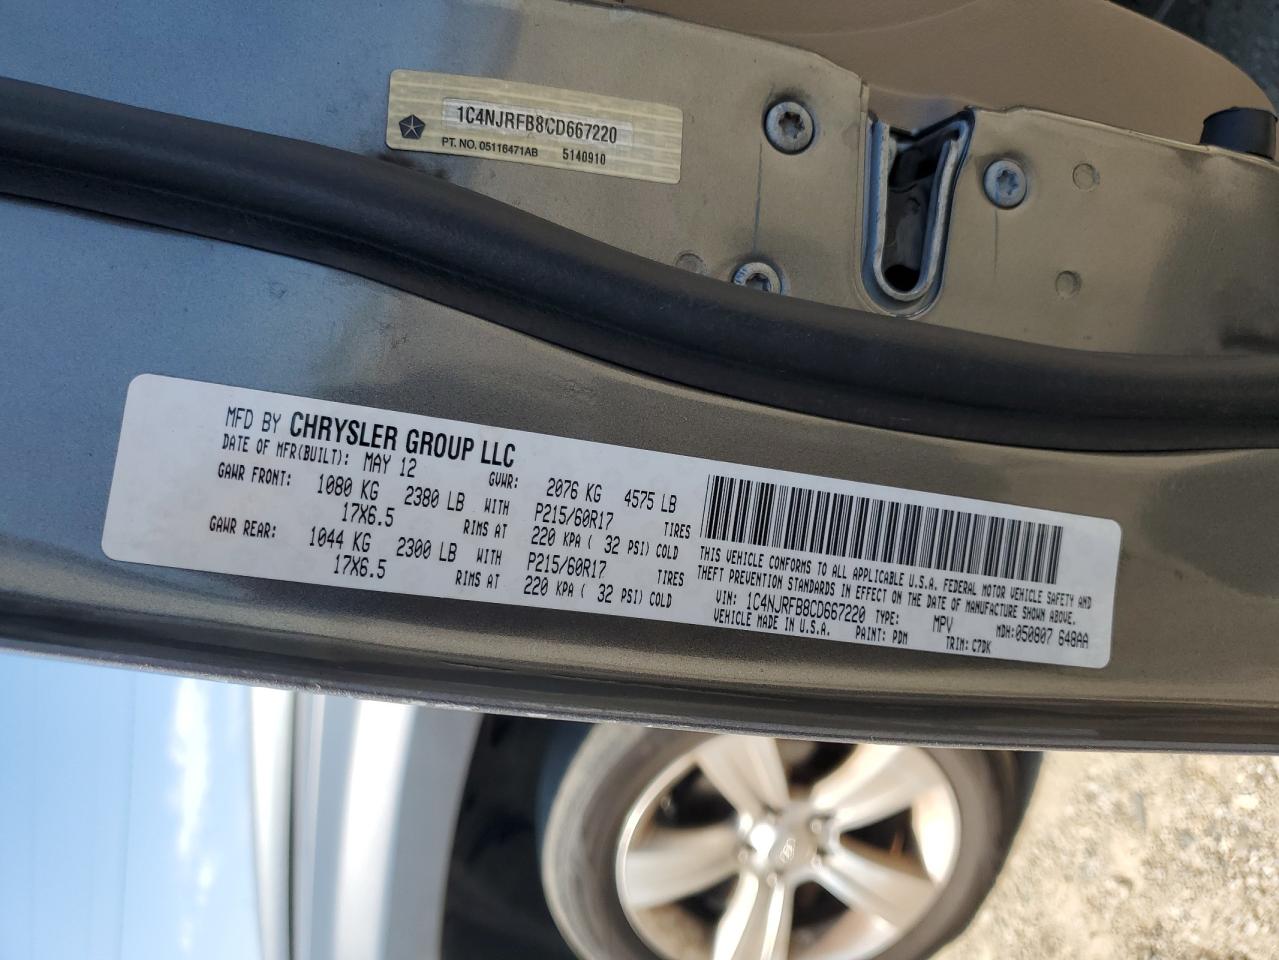 1C4NJRFB8CD667220
PT. NO. 05116471AB 5140910
MFD BY CHRYSLER GROUP LLC
DATE OF MFR(BUILT): MAY 12 GVWR: 2076 KG 4575 LB
GAWR FRONT: 1080 KG 2380 LB WITH P215/60R17 TIRES
17X6.5 RIMS AT 220 KPA ( 32 PSI) COLD
GAWR REAR: 1044 KG 2300 LB WITH P215/60R17 TIRES
17X6.5 RIMS AT 220 KPA ( 32 PSI) COLD
THIS VEHICLE CONFORMS TO ALL APPLICABLE U.S.A. FEDERAL MOTOR VEHICLE SAFETY AND
THEFT PREVENTION STANDARDS IN EFFECT ON THE DATE OF MANUFACTURE SHOWN ABOVE.
VIN: 1C4NJRFB8CD667220 TYPE: MPV MDH:050807 648AA
VEHICLE MADE IN U.S.A. PAINT: PDM TRIM: C7DK